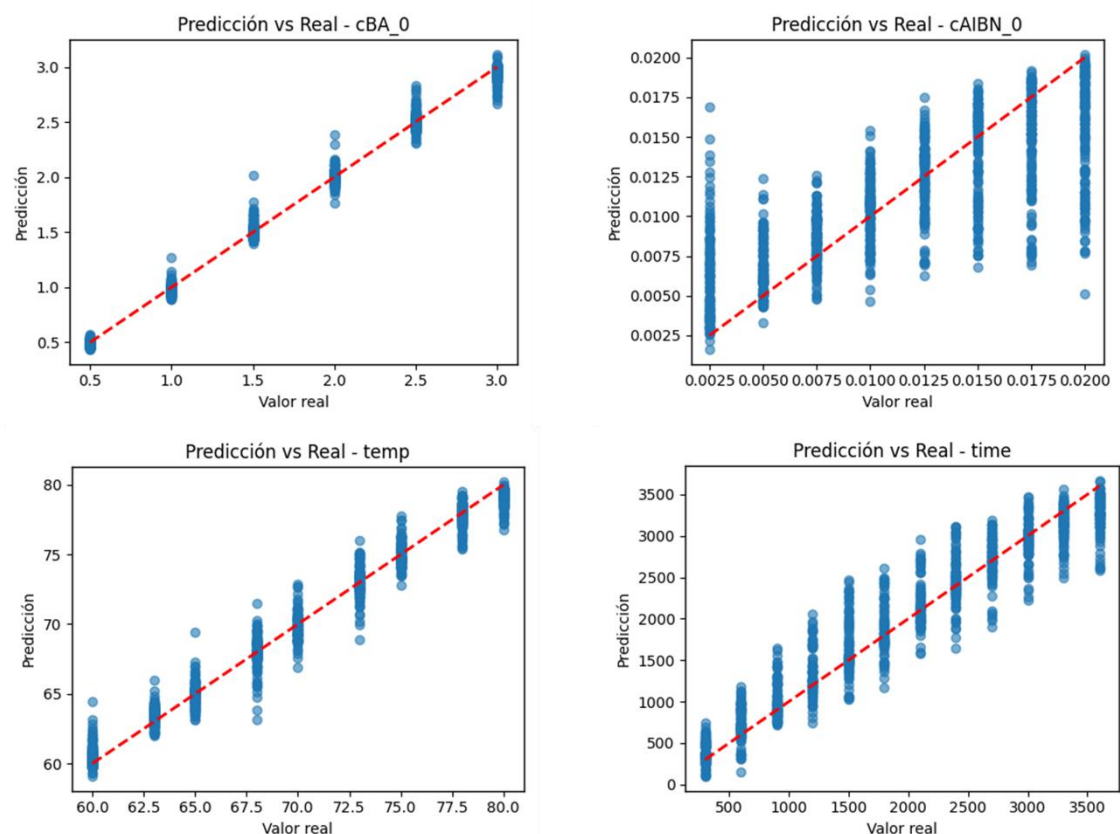 Predicción vs Real - cBA_0
Predicción
3.0
2.5
2.0
1.5
1.0
0.5
0.5 1.0 1.5 2.0 2.5 3.0
Valor real
Predicción vs Real - cAIBN_0
Predicción
0.0200
0.0175
0.0150
0.0125
0.0100
0.0075
0.0050
0.0025
0.0025 0.0050 0.0075 0.0100 0.0125 0.0150 0.0175 0.0200
Valor real
Predicción vs Real - temp
Predicción
80
75
70
65
60
60.0 62.5 65.0 67.5 70.0 72.5 75.0 77.5 80.0
Valor real
Predicción vs Real - time
Predicción
3500
3000
2500
2000
1500
1000
500
0
500 1000 1500 2000 2500 3000 3500
Valor real